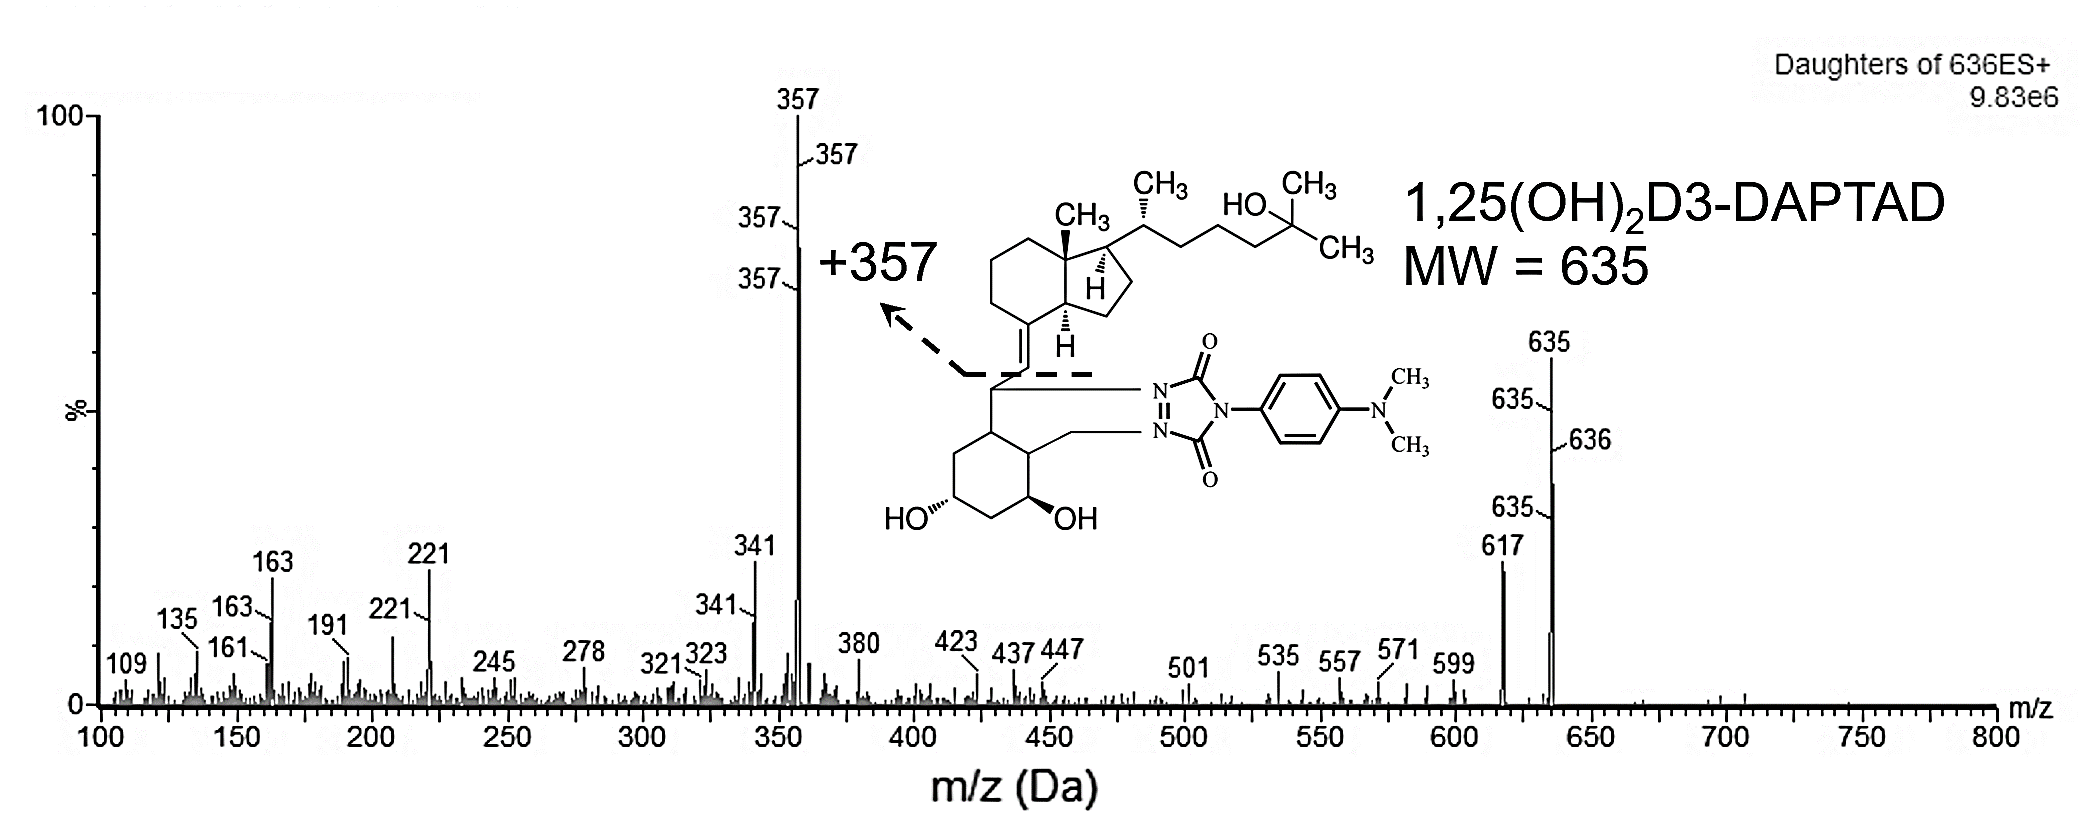 Daughters of 636ES+
9.83e6
100
%
0
357
357
357
357
+357
1,25(OH)₂D3-DAPTAD
MW = 635
CH₃
CH₃
HO
CH₃
CH₃
H
H
O
N
N
N
O
N
CH₃
CH₃
HO
OH
635
635
636
635
617
109
135
161
163
163
191
221
221
245
278
321
323
341
341
380
423
437
447
501
535
557
571
599
m/z
100 150 200 250 300 350 400 450 500 550 600 650 700 750 800
m/z (Da)